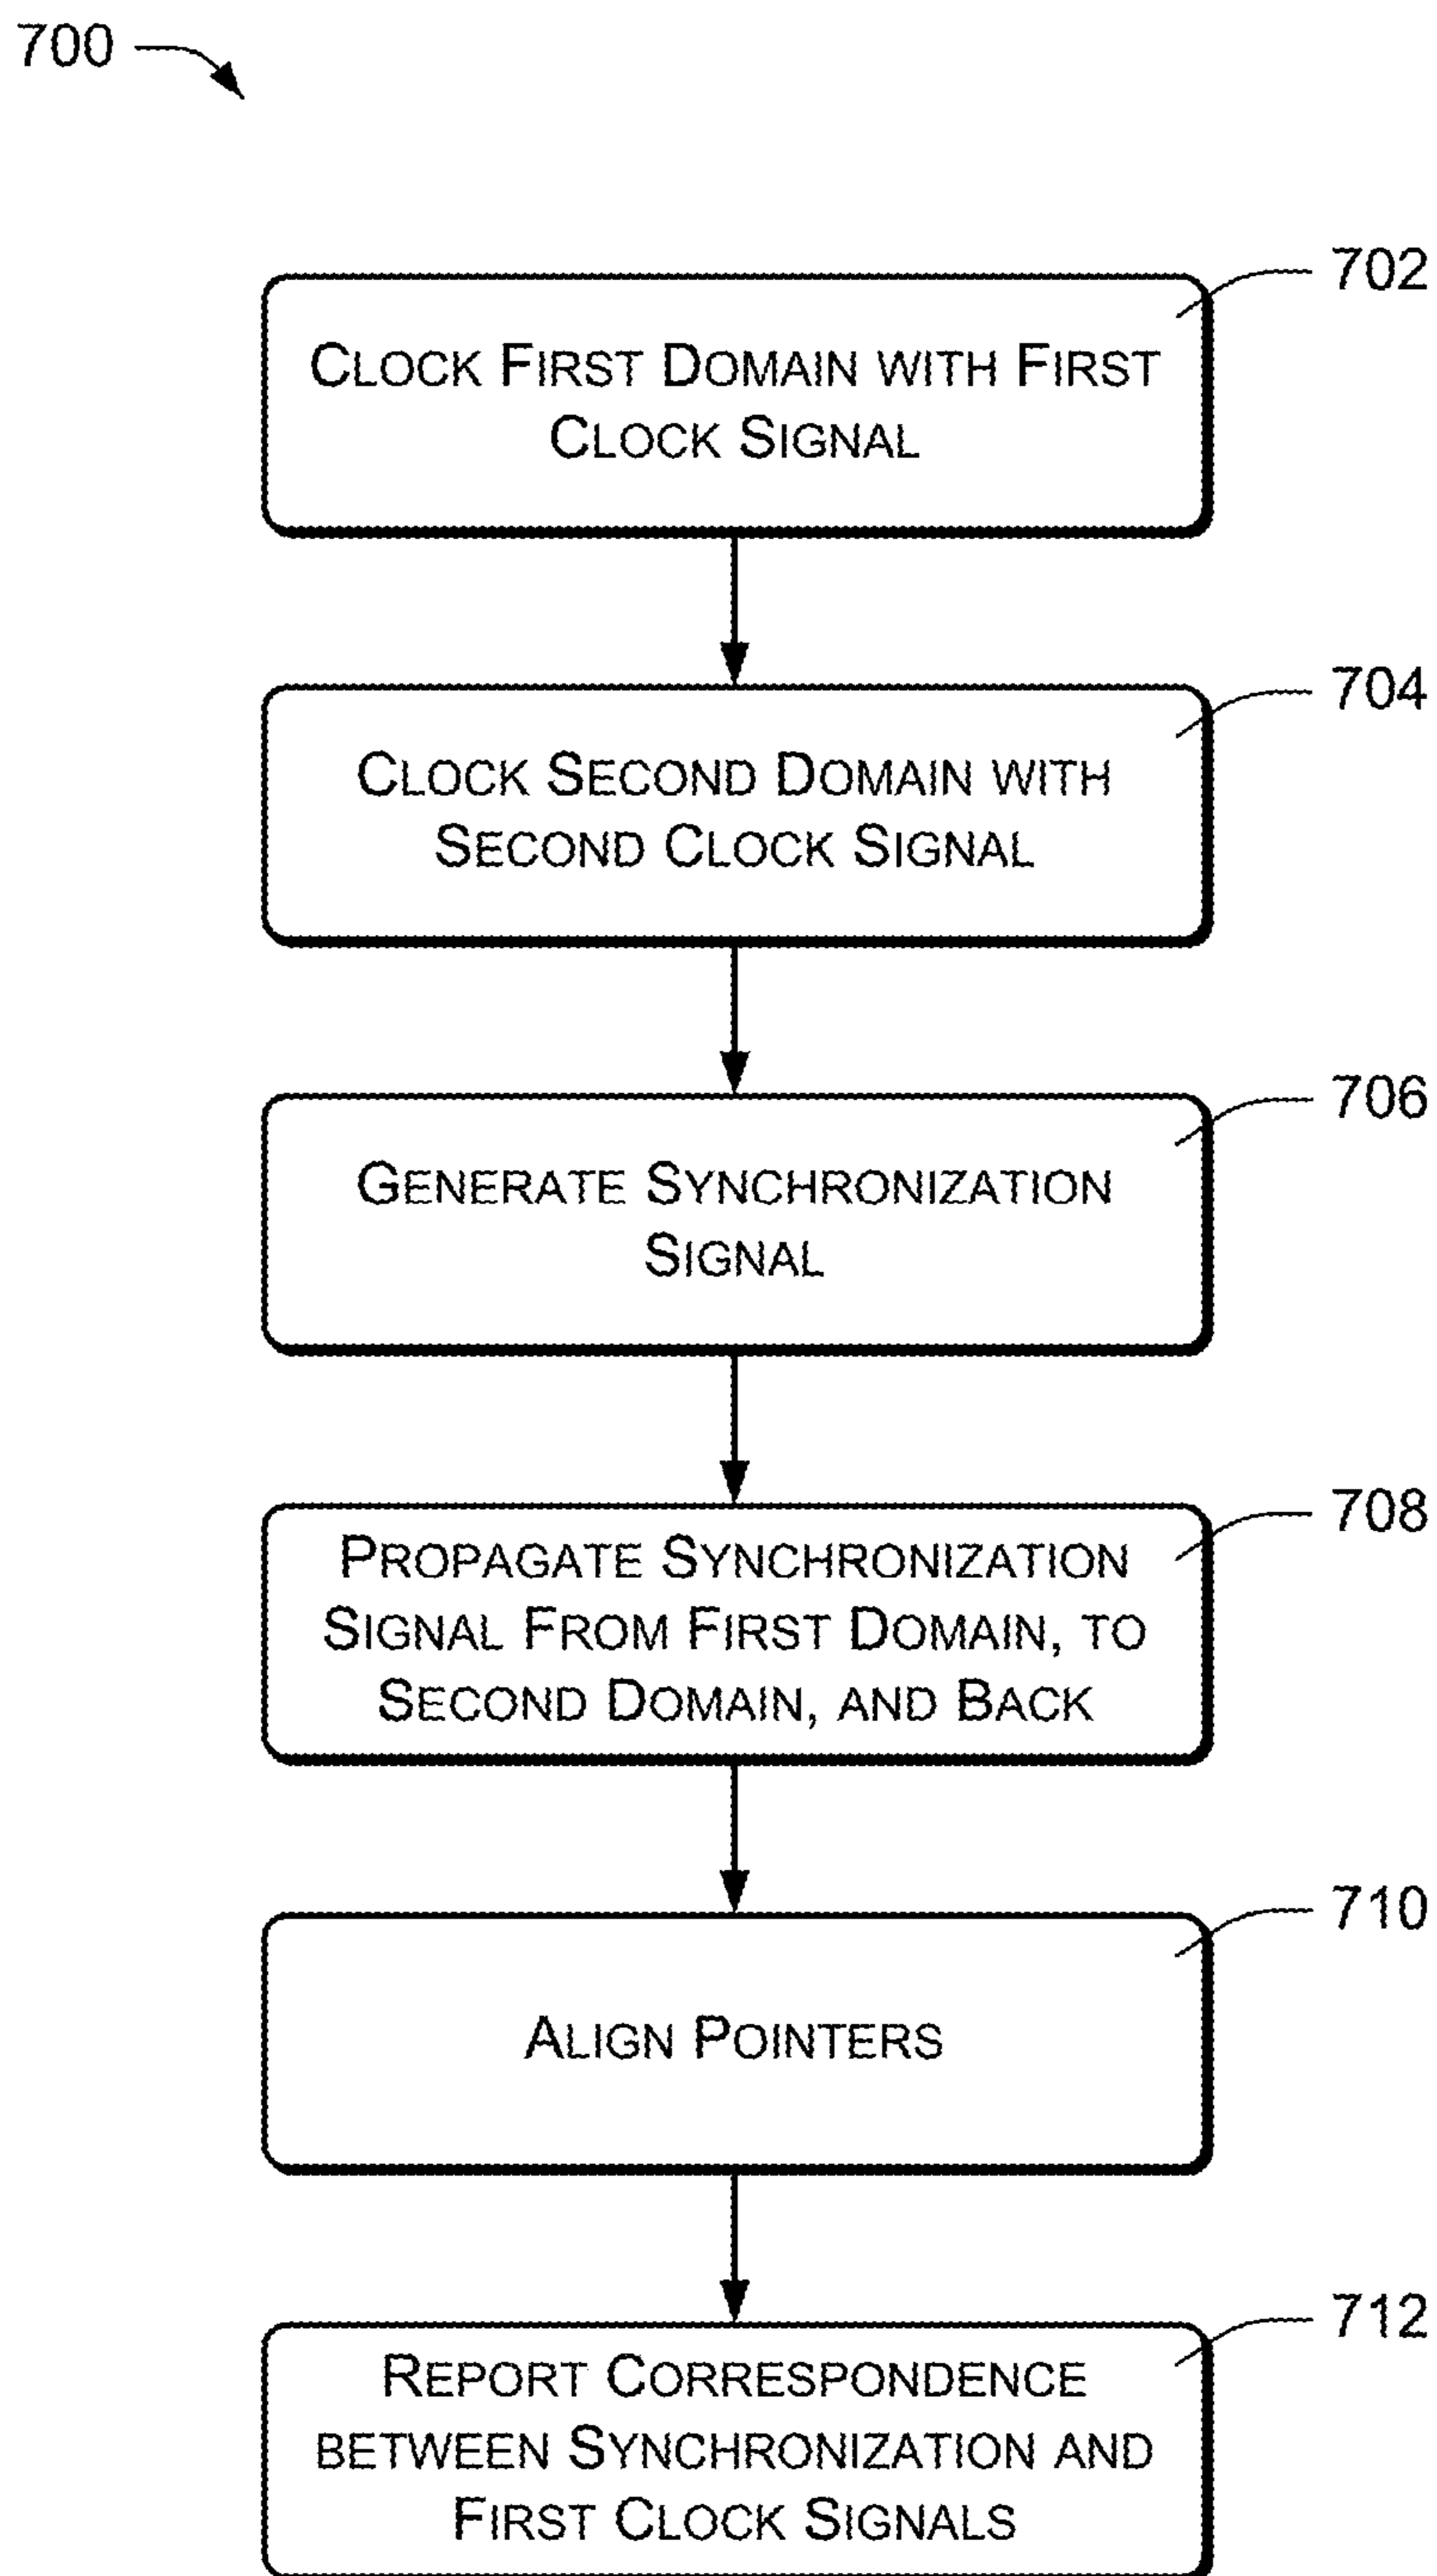 700
702
CLOCK FIRST DOMAIN WITH FIRST
CLOCK SIGNAL
704
CLOCK SECOND DOMAIN WITH
SECOND CLOCK SIGNAL
706
GENERATE SYNCHRONIZATION
SIGNAL
708
PROPAGATE SYNCHRONIZATION
SIGNAL FROM FIRST DOMAIN, TO
SECOND DOMAIN, AND BACK
710
ALIGN POINTERS
712
REPORT CORRESPONDENCE
BETWEEN SYNCHRONIZATION AND
FIRST CLOCK SIGNALS